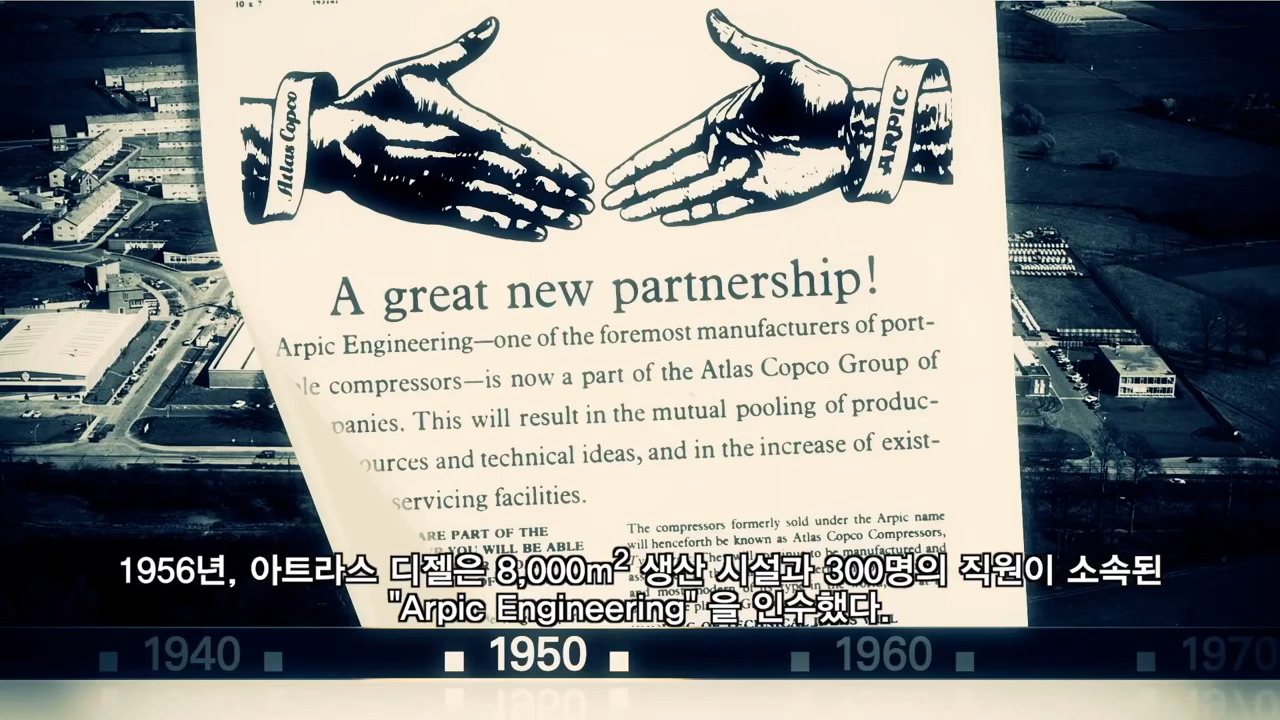 Atlas Copco
ARPIC
A great new partnership!
Arpic Engineering—one of the foremost manufacturers of port-
compressors—is now a part of the Atlas Copco Group of
This will result in the mutual pooling of produc-
and technical ideas, and in the increase of exist-
servicing facilities.
PART OF THE
YOU WILL BE ABLE
The compressors formerly sold under the Arpic name
will henceforth be known as Atlas Copco Compressors,
to be manufactured and
1956년, 아트라스 디젤은 8,000m² 생산 시설과 300명의 직원이 소속된
"Arpic Engineering" 을 인수했다.
1940 1950 1960 1970